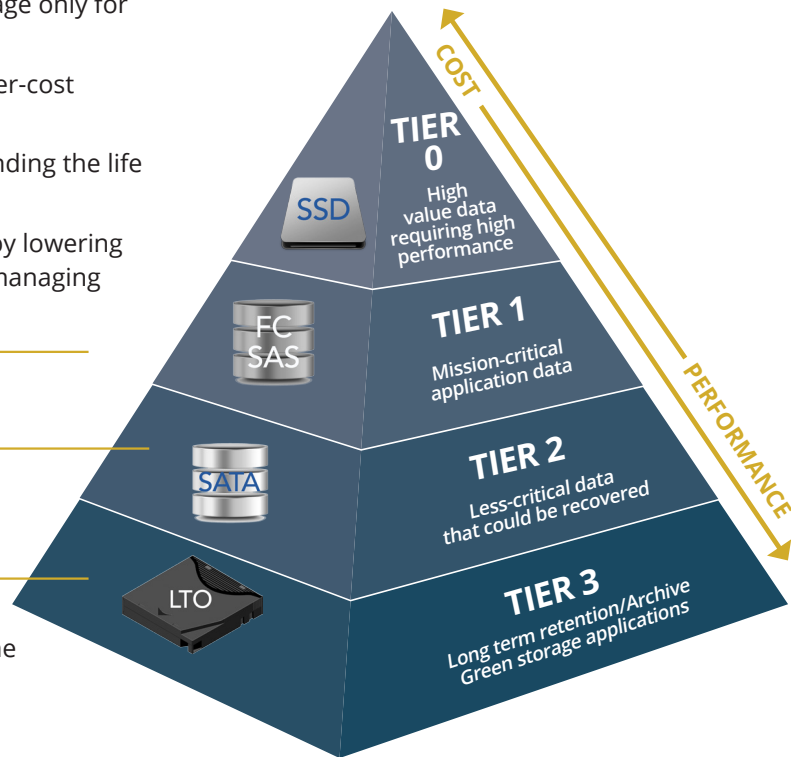 age only for
er-cost
nding the life
by lowering
managing
ne
COST
PERFORMANCE
TIER
0
High
value data
requiring high
performance
SSD
TIER 1
Mission-critical
application data
FC
SAS
TIER 2
Less-critical data
that could be recovered
SATA
TIER 3
Long term retention/Archive
Green storage applications
LTO